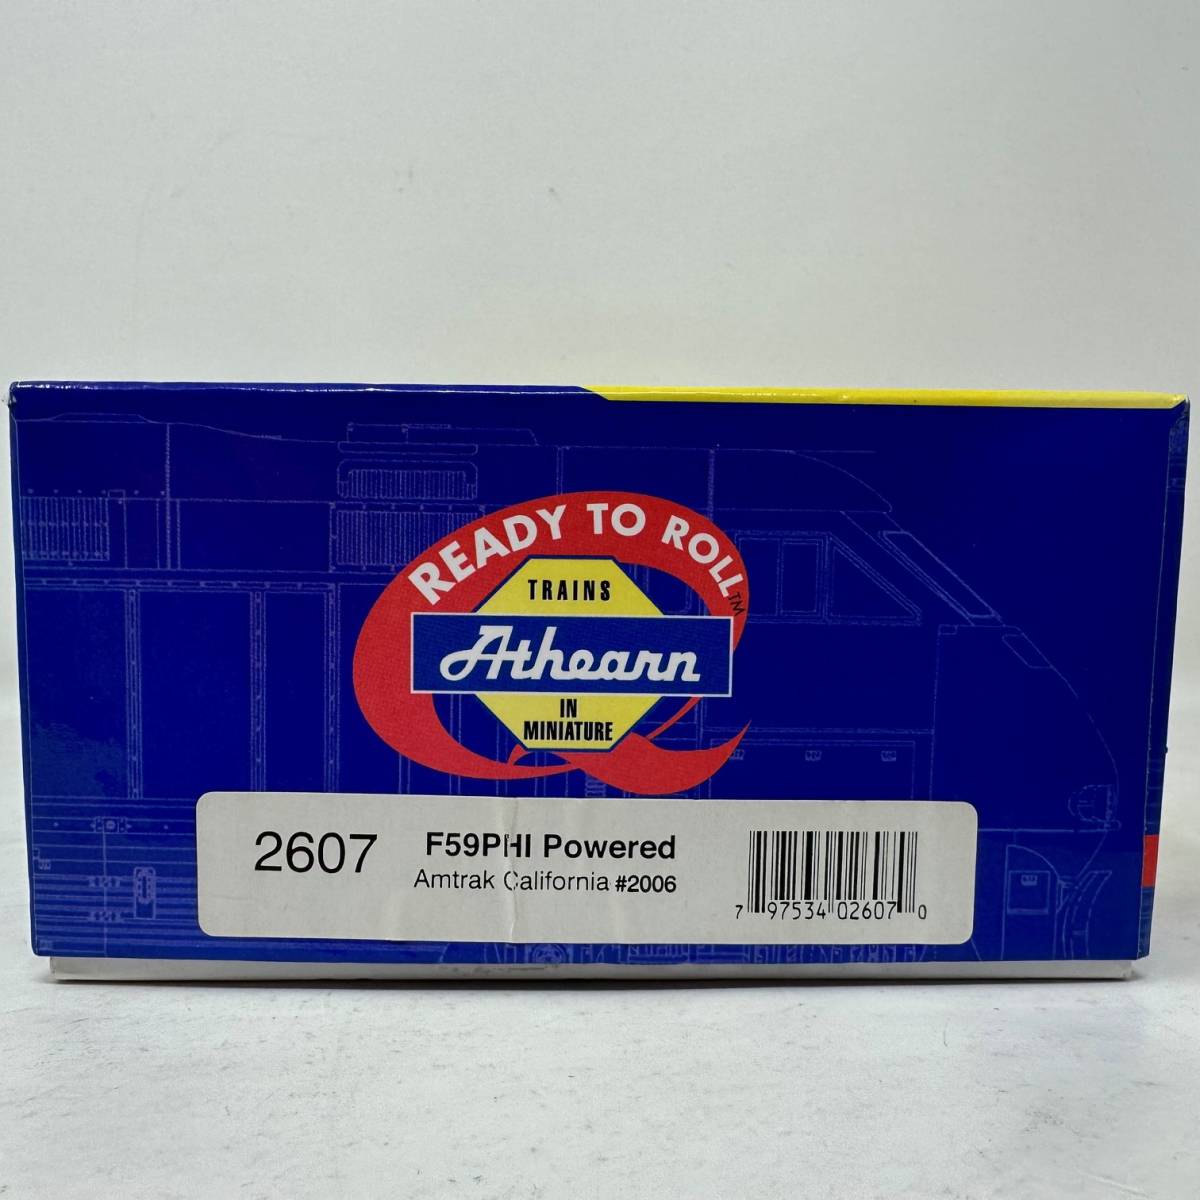 READY TO ROLL™
TRAINS
Athearn
IN
MINIATURE
2607
F59PHI Powered
Amtrak California #2006
7 97534 02607 0